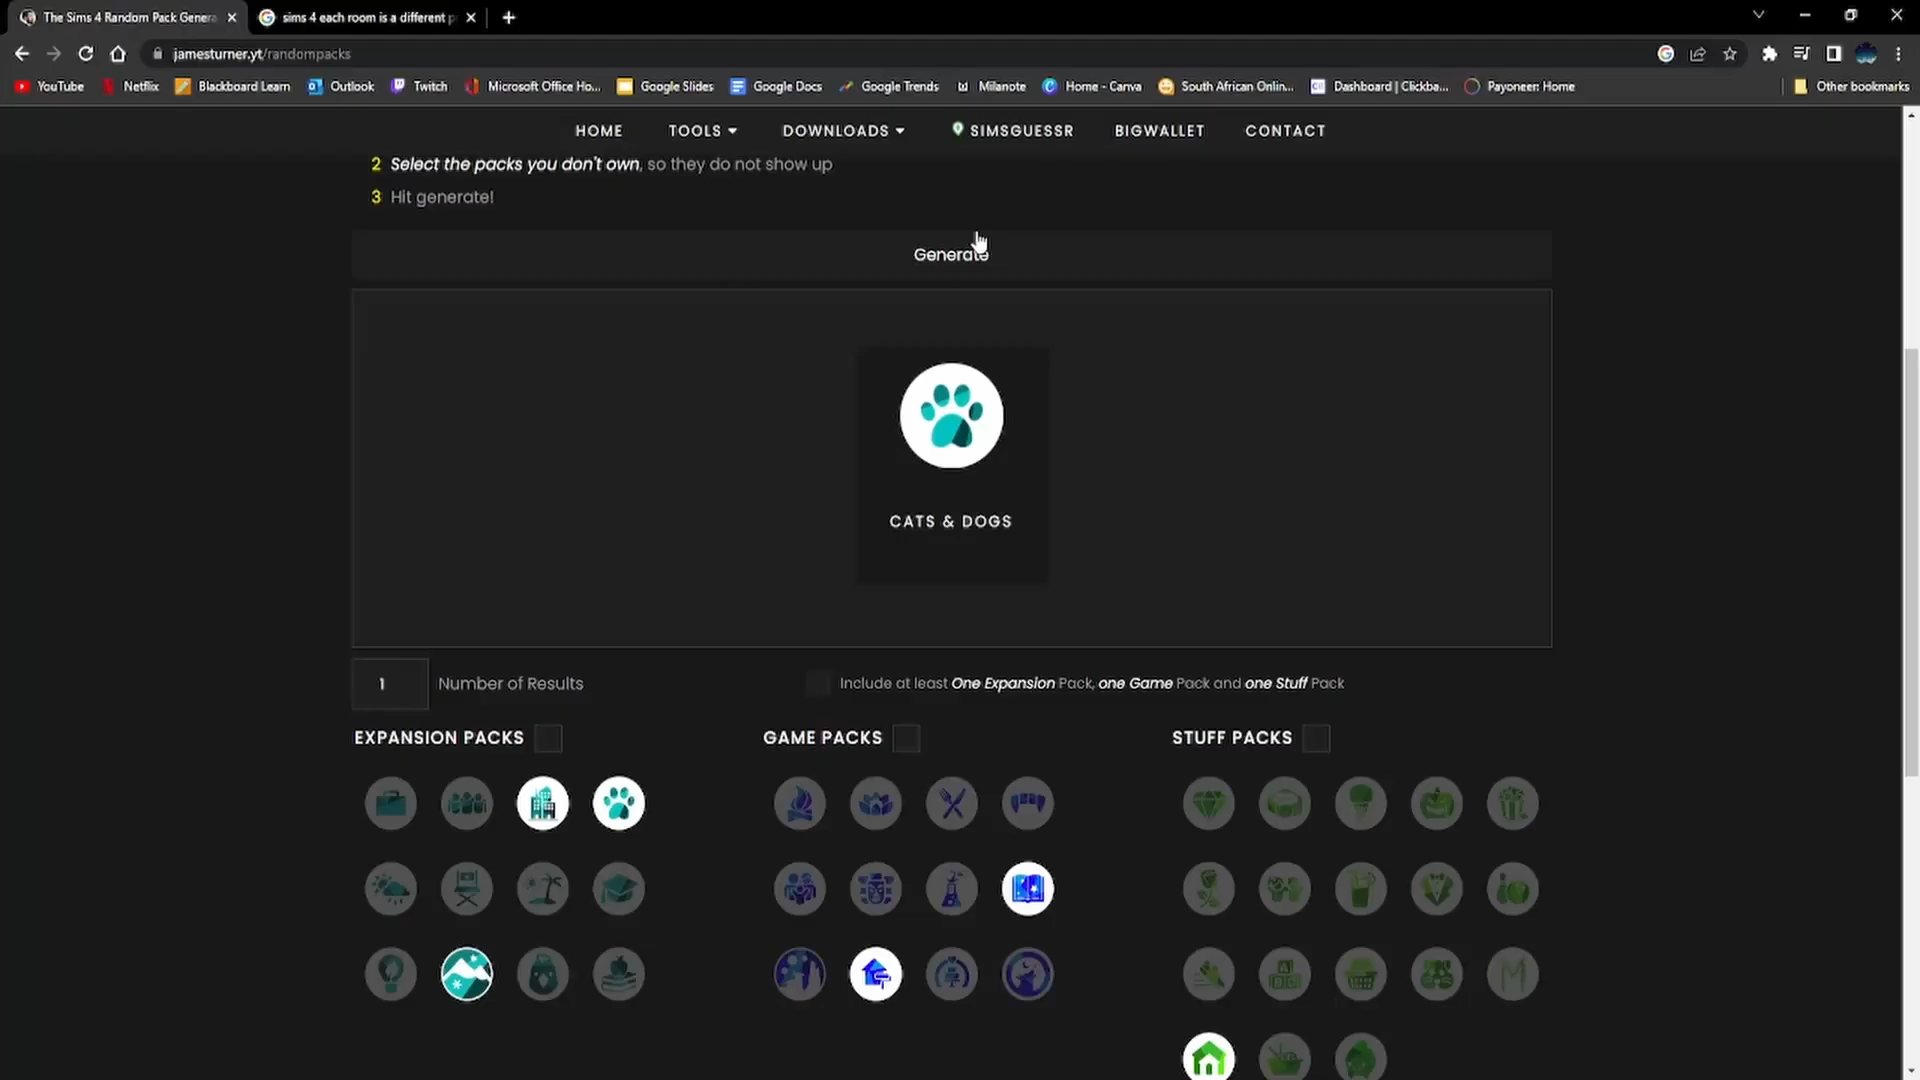 The Sims 4 Random Pack Genera
sims 4 each room is a different p
jamesturner.yt/randompacks
YouTube
Netflix
Blackboard Learn
Outlook
Twitch
Microsoft Office Ho...
Google Slides
Google Docs
Google Trends
Milanote
Home - Canva
South African Onlin...
Dashboard | Clickba...
Payoneer: Home
Other bookmarks
HOME
TOOLS
DOWNLOADS
SIMSGUESSR
BIGWALLET
CONTACT
2 Select the packs you don't own, so they do not show up
3 Hit generate!
Generate
CATS & DOGS
1 Number of Results
Include at least One Expansion Pack, one Game Pack and one Stuff Pack
EXPANSION PACKS
GAME PACKS
STUFF PACKS